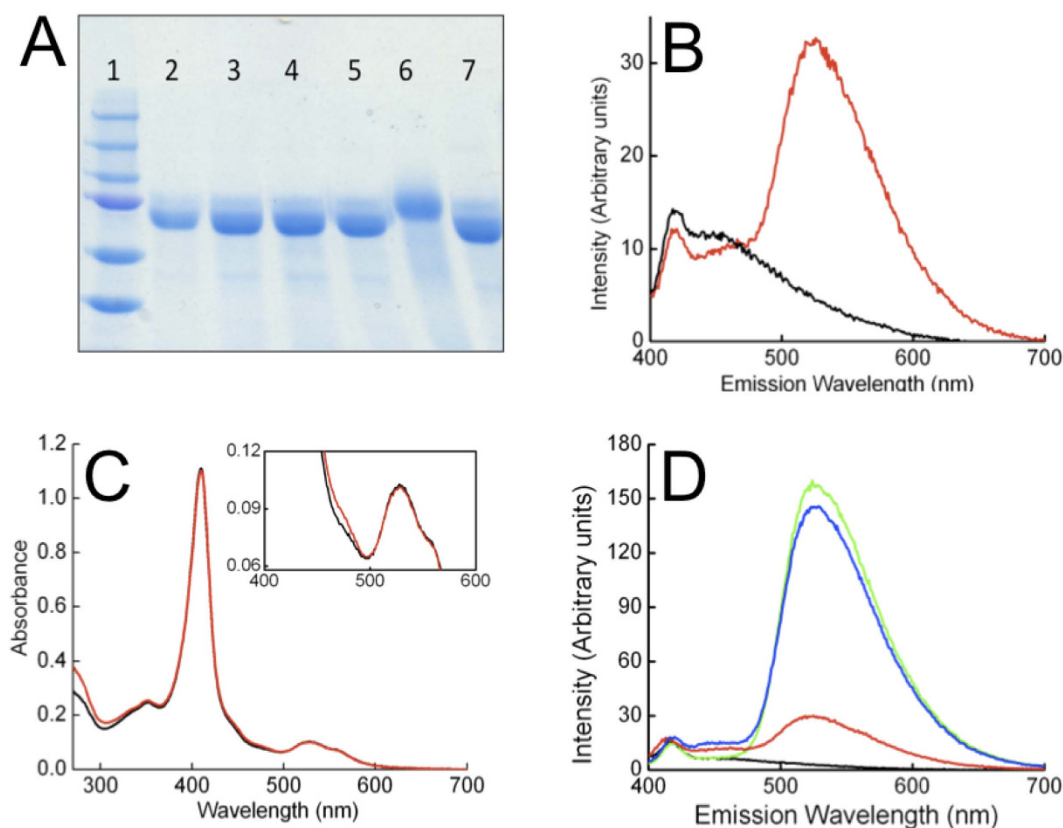 A
1 2 3 4 5 6 7
B
Intensity (Arbitrary units)
30
20
10
0
400 500 600 700
Emission Wavelength (nm)
C
Absorbance
1.2
1.0
0.8
0.6
0.4
0.2
0.0
300 400 500 600 700
Wavelength (nm)
0.12
0.09
0.06
400 500 600
D
Intensity (Arbitrary units)
180
150
120
90
60
30
0
400 500 600 700
Emission Wavelength (nm)